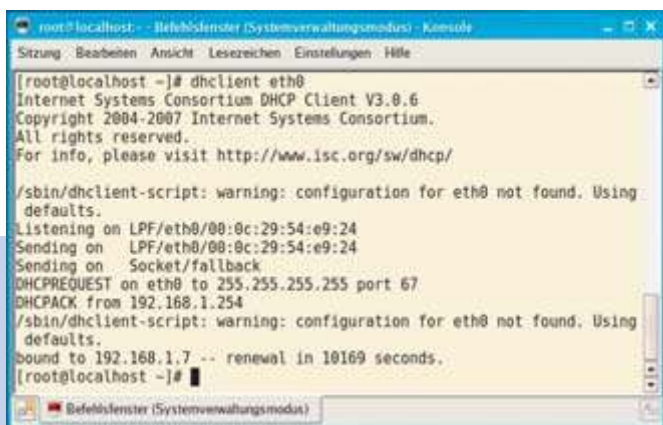 root@localhost:~ - Befehlsfenster (Systemverwaltungsmodus) - Konsole
Sitzung Bearbeiten Ansicht Lesezeichen Einstellungen Hilfe
[root@localhost ~]# dhclient eth0
Internet Systems Consortium DHCP Client V3.0.6
Copyright 2004-2007 Internet Systems Consortium.
All rights reserved.
For info, please visit http://www.isc.org/sw/dhcp/
/sbin/dhclient-script: warning: configuration for eth0 not found. Using
defaults.
Listening on LPF/eth0/00:0c:29:54:e9:24
Sending on   LPF/eth0/00:0c:29:54:e9:24
Sending on   Socket/fallback
DHCPREQUEST on eth0 to 255.255.255.255 port 67
DHCPACK from 192.168.1.254
/sbin/dhclient-script: warning: configuration for eth0 not found. Using
defaults.
bound to 192.168.1.7 -- renewal in 10169 seconds.
[root@localhost ~]#
Befehlsfenster (Systemverwaltungsmodus)